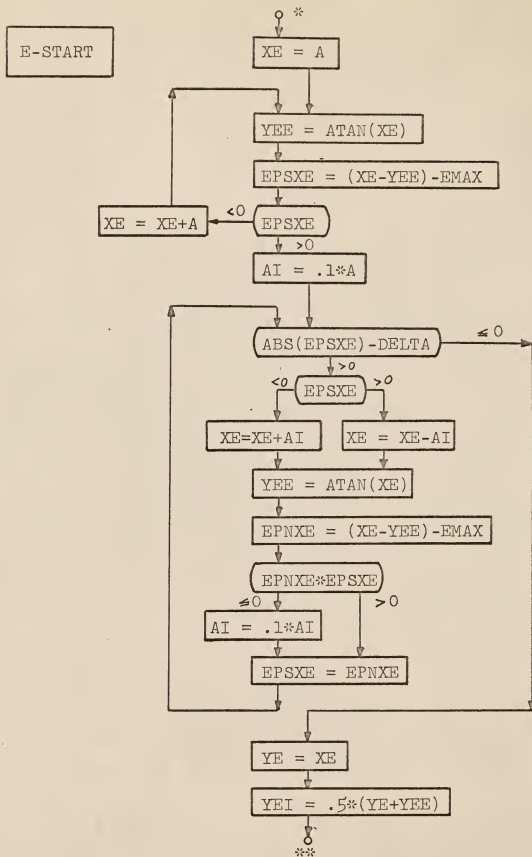 *
E-START
XE = A
YEE = ATAN(XE)
EPSXE = (XE-YEE)-EMAX
<0
XE = XE+A
EPSXE
>0
AI = .1*A
ABS(EPSXE)-DELTA
≤0
>0
<0
EPSXE
>0
XE=XE+AI
XE = XE-AI
YEE = ATAN(XE)
EPNXE = (XE-YEE)-EMAX
EPNXE*EPSXE
≤0
>0
AI = .1*AI
EPSXE = EPNXE
YE = XE
YEI = .5*(YE+YEE)
**